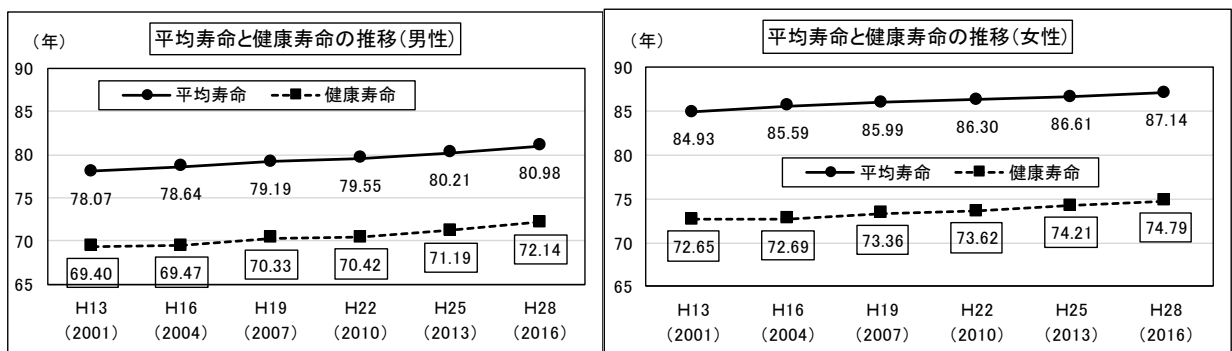 平均寿命と健康寿命の推移(男性)
(年)
90
85
80
75
70
65
平均寿命 健康寿命
78.07 78.64 79.19 79.55 80.21 80.98
69.40 69.47 70.33 70.42 71.19 72.14
H13 H16 H19 H22 H25 H28
(2001) (2004) (2007) (2010) (2013) (2016)
平均寿命と健康寿命の推移(女性)
(年)
90
85
80
75
70
65
84.93 85.59 85.99 86.30 86.61 87.14
平均寿命 健康寿命
72.65 72.69 73.36 73.62 74.21 74.79
H13 H16 H19 H22 H25 H28
(2001) (2004) (2007) (2010) (2013) (2016)